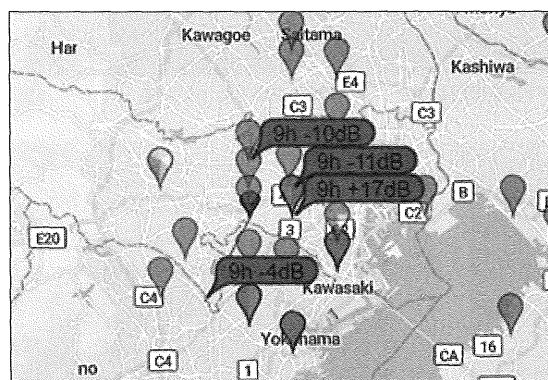 Kawagoe
Saitama
Har
Kashiwa
E4
C3
C3
9h -10dB
9h -11dB
9h +17dB
B
C2
E20
3
9h -4dB
Kawasaki
C4
Yokohama
16
CA
C4
1
no